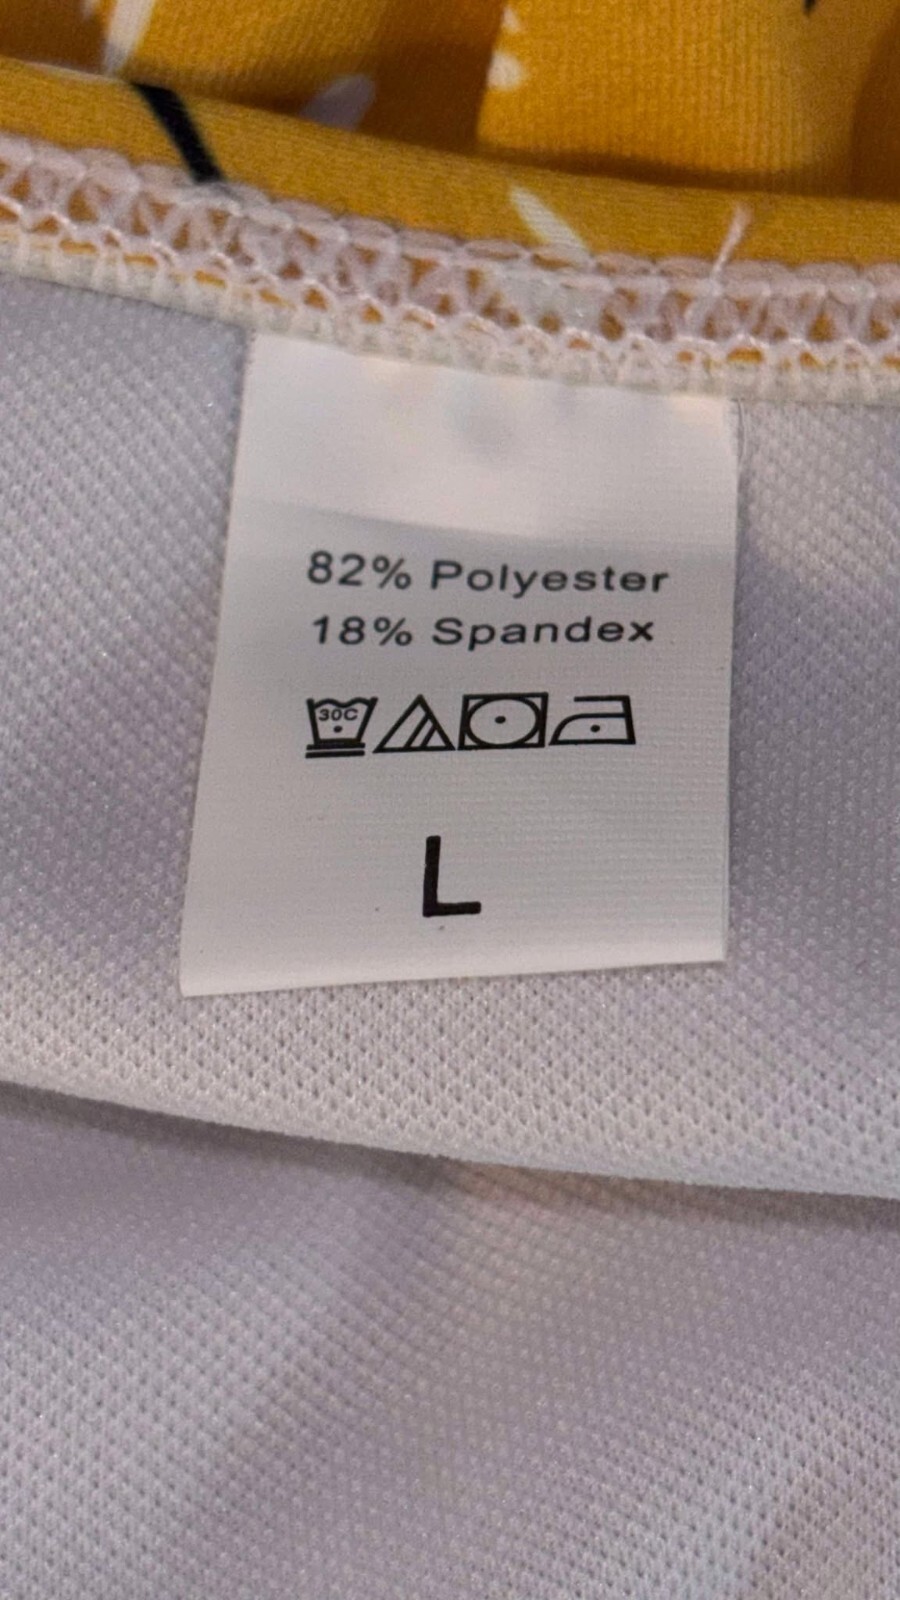 82% Polyester
18% Spandex
30C
L